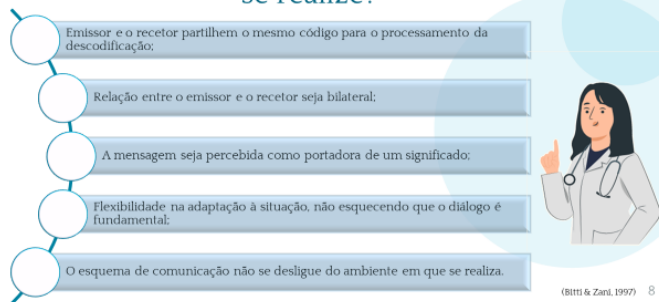 se realize?
Emissor e o recetor partilhem o mesmo código para o processamento da
descodificação;
Relação entre o emissor e o recetor seja bilateral;
A mensagem seja percebida como portadora de um significado;
Flexibilidade na adaptação à situação, não esquecendo que o diálogo é
fundamental;
O esquema de comunicação não se desligue do ambiente em que se realiza.
(Bitti & Zani, 1997) 8